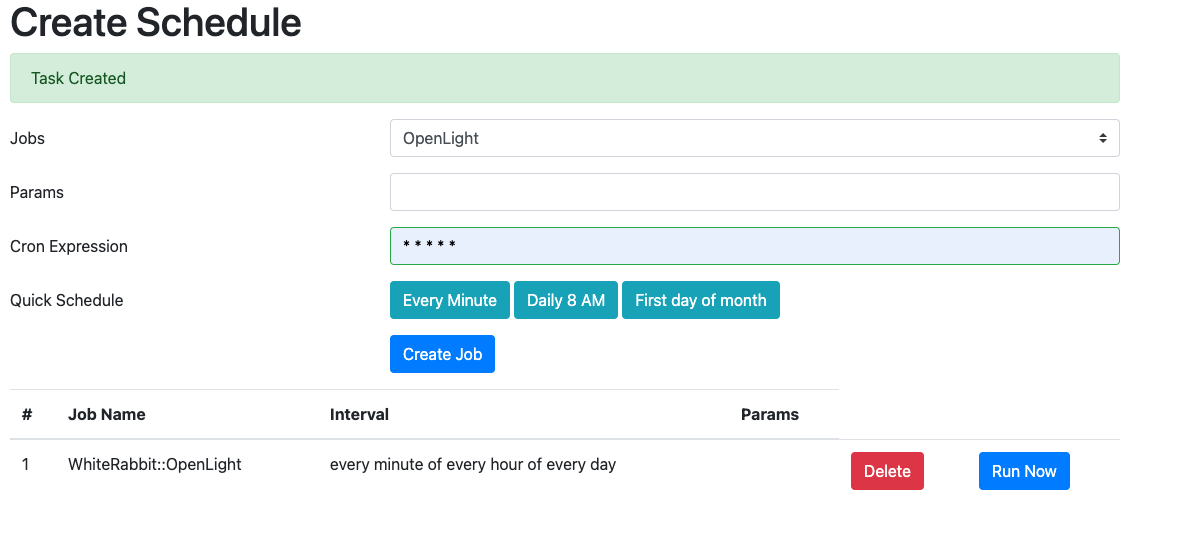 Create Schedule
Task Created
Jobs OpenLight
Params
Cron Expression * * * * *
Quick Schedule Every Minute Daily 8 AM First day of month
Create Job
# Job Name Interval Params
1 WhiteRabbit::OpenLight every minute of every hour of every day Delete Run Now